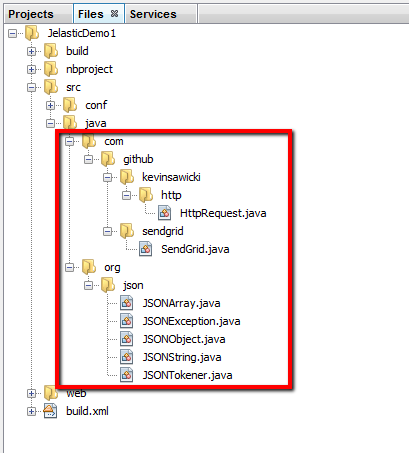 Projects Files Services
JelasticDemo1
build
nbproject
src
conf
java
com
github
kevinsawicki
http
HttpRequest.java
sendgrid
SendGrid.java
org
json
JSONArray.java
JSONException.java
JSONObject.java
JSONString.java
JSONTokener.java
web
build.xml